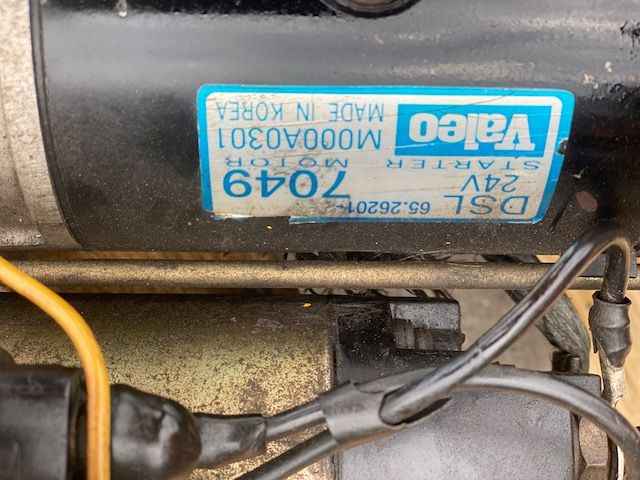 DSL 65.26201-7049
24V
STARTER MOTOR
Valeo M000A0301
MADE IN KOREA